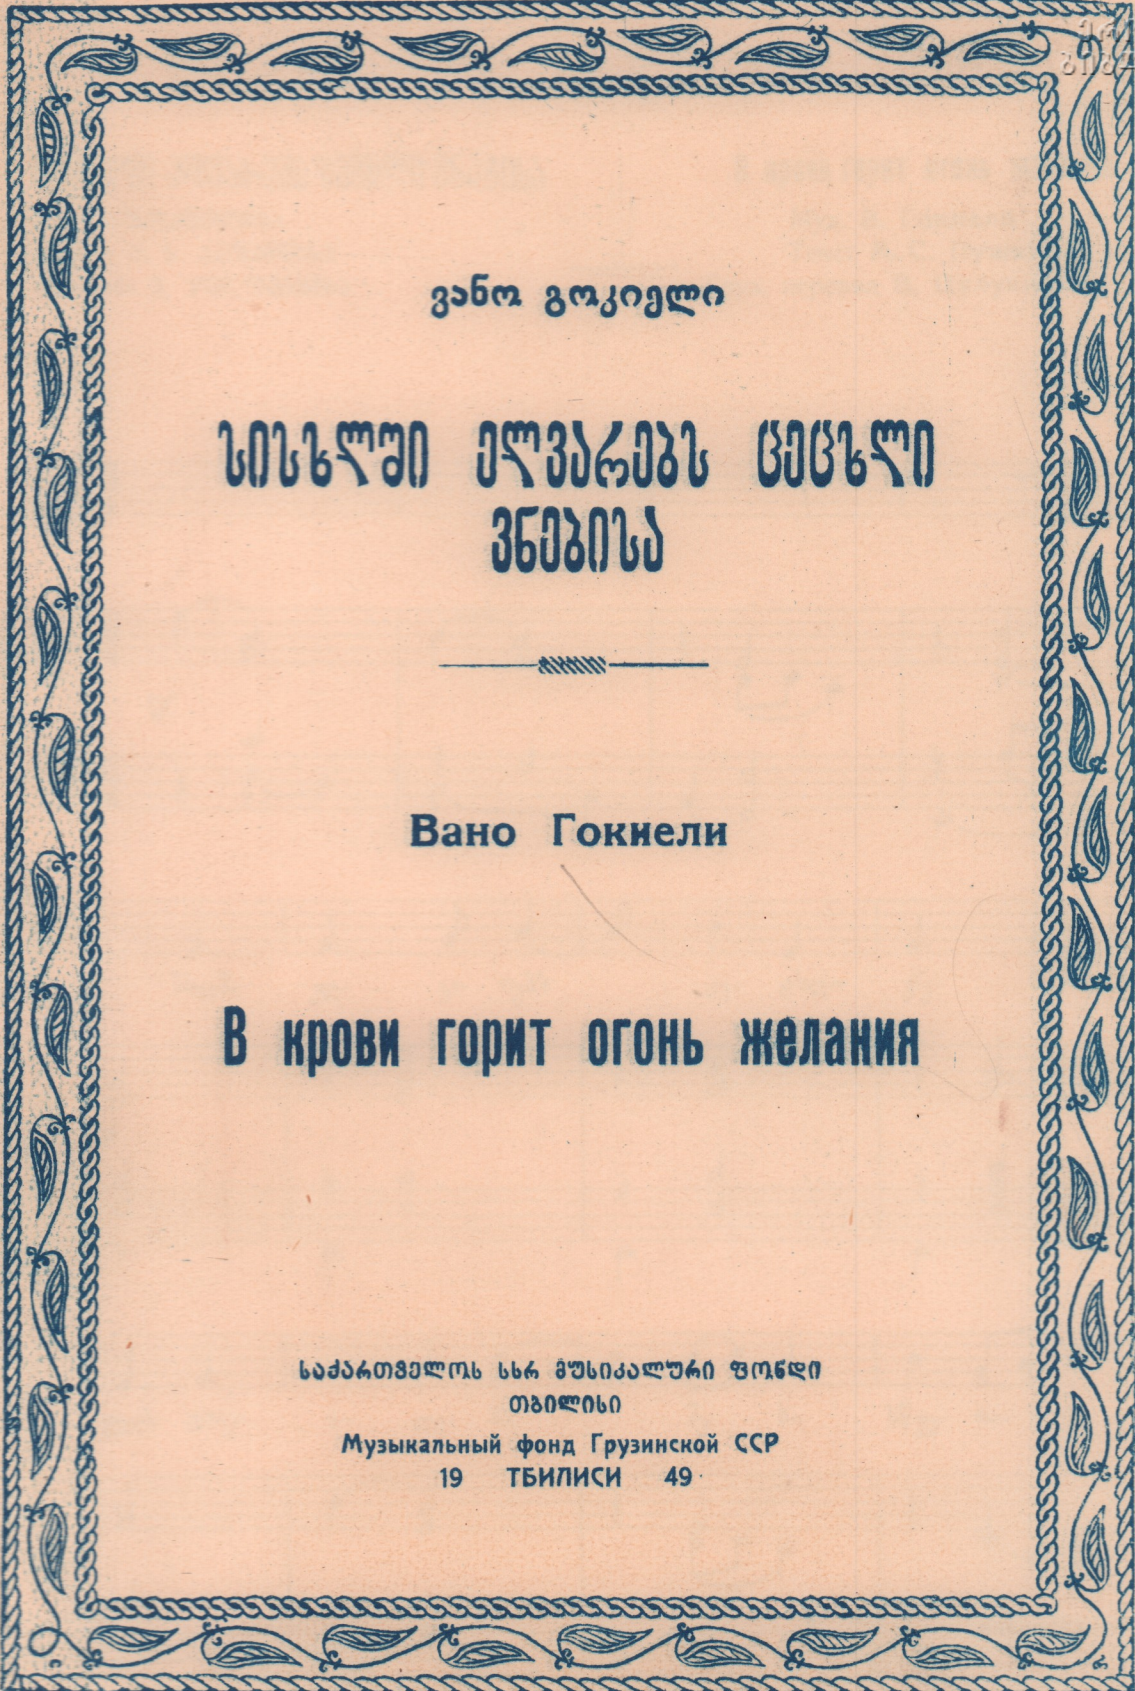 ვანო გოკიელი
სისხლში ელვარებს ცეცხლი
ვნებისა
Вано Гокиели
В крови горит огонь желания
საქართველოს სსრ მუსიკალური ფონდი
თბილისი
Музыкальный фонд Грузинской ССР
19 ТБИЛИСИ 49